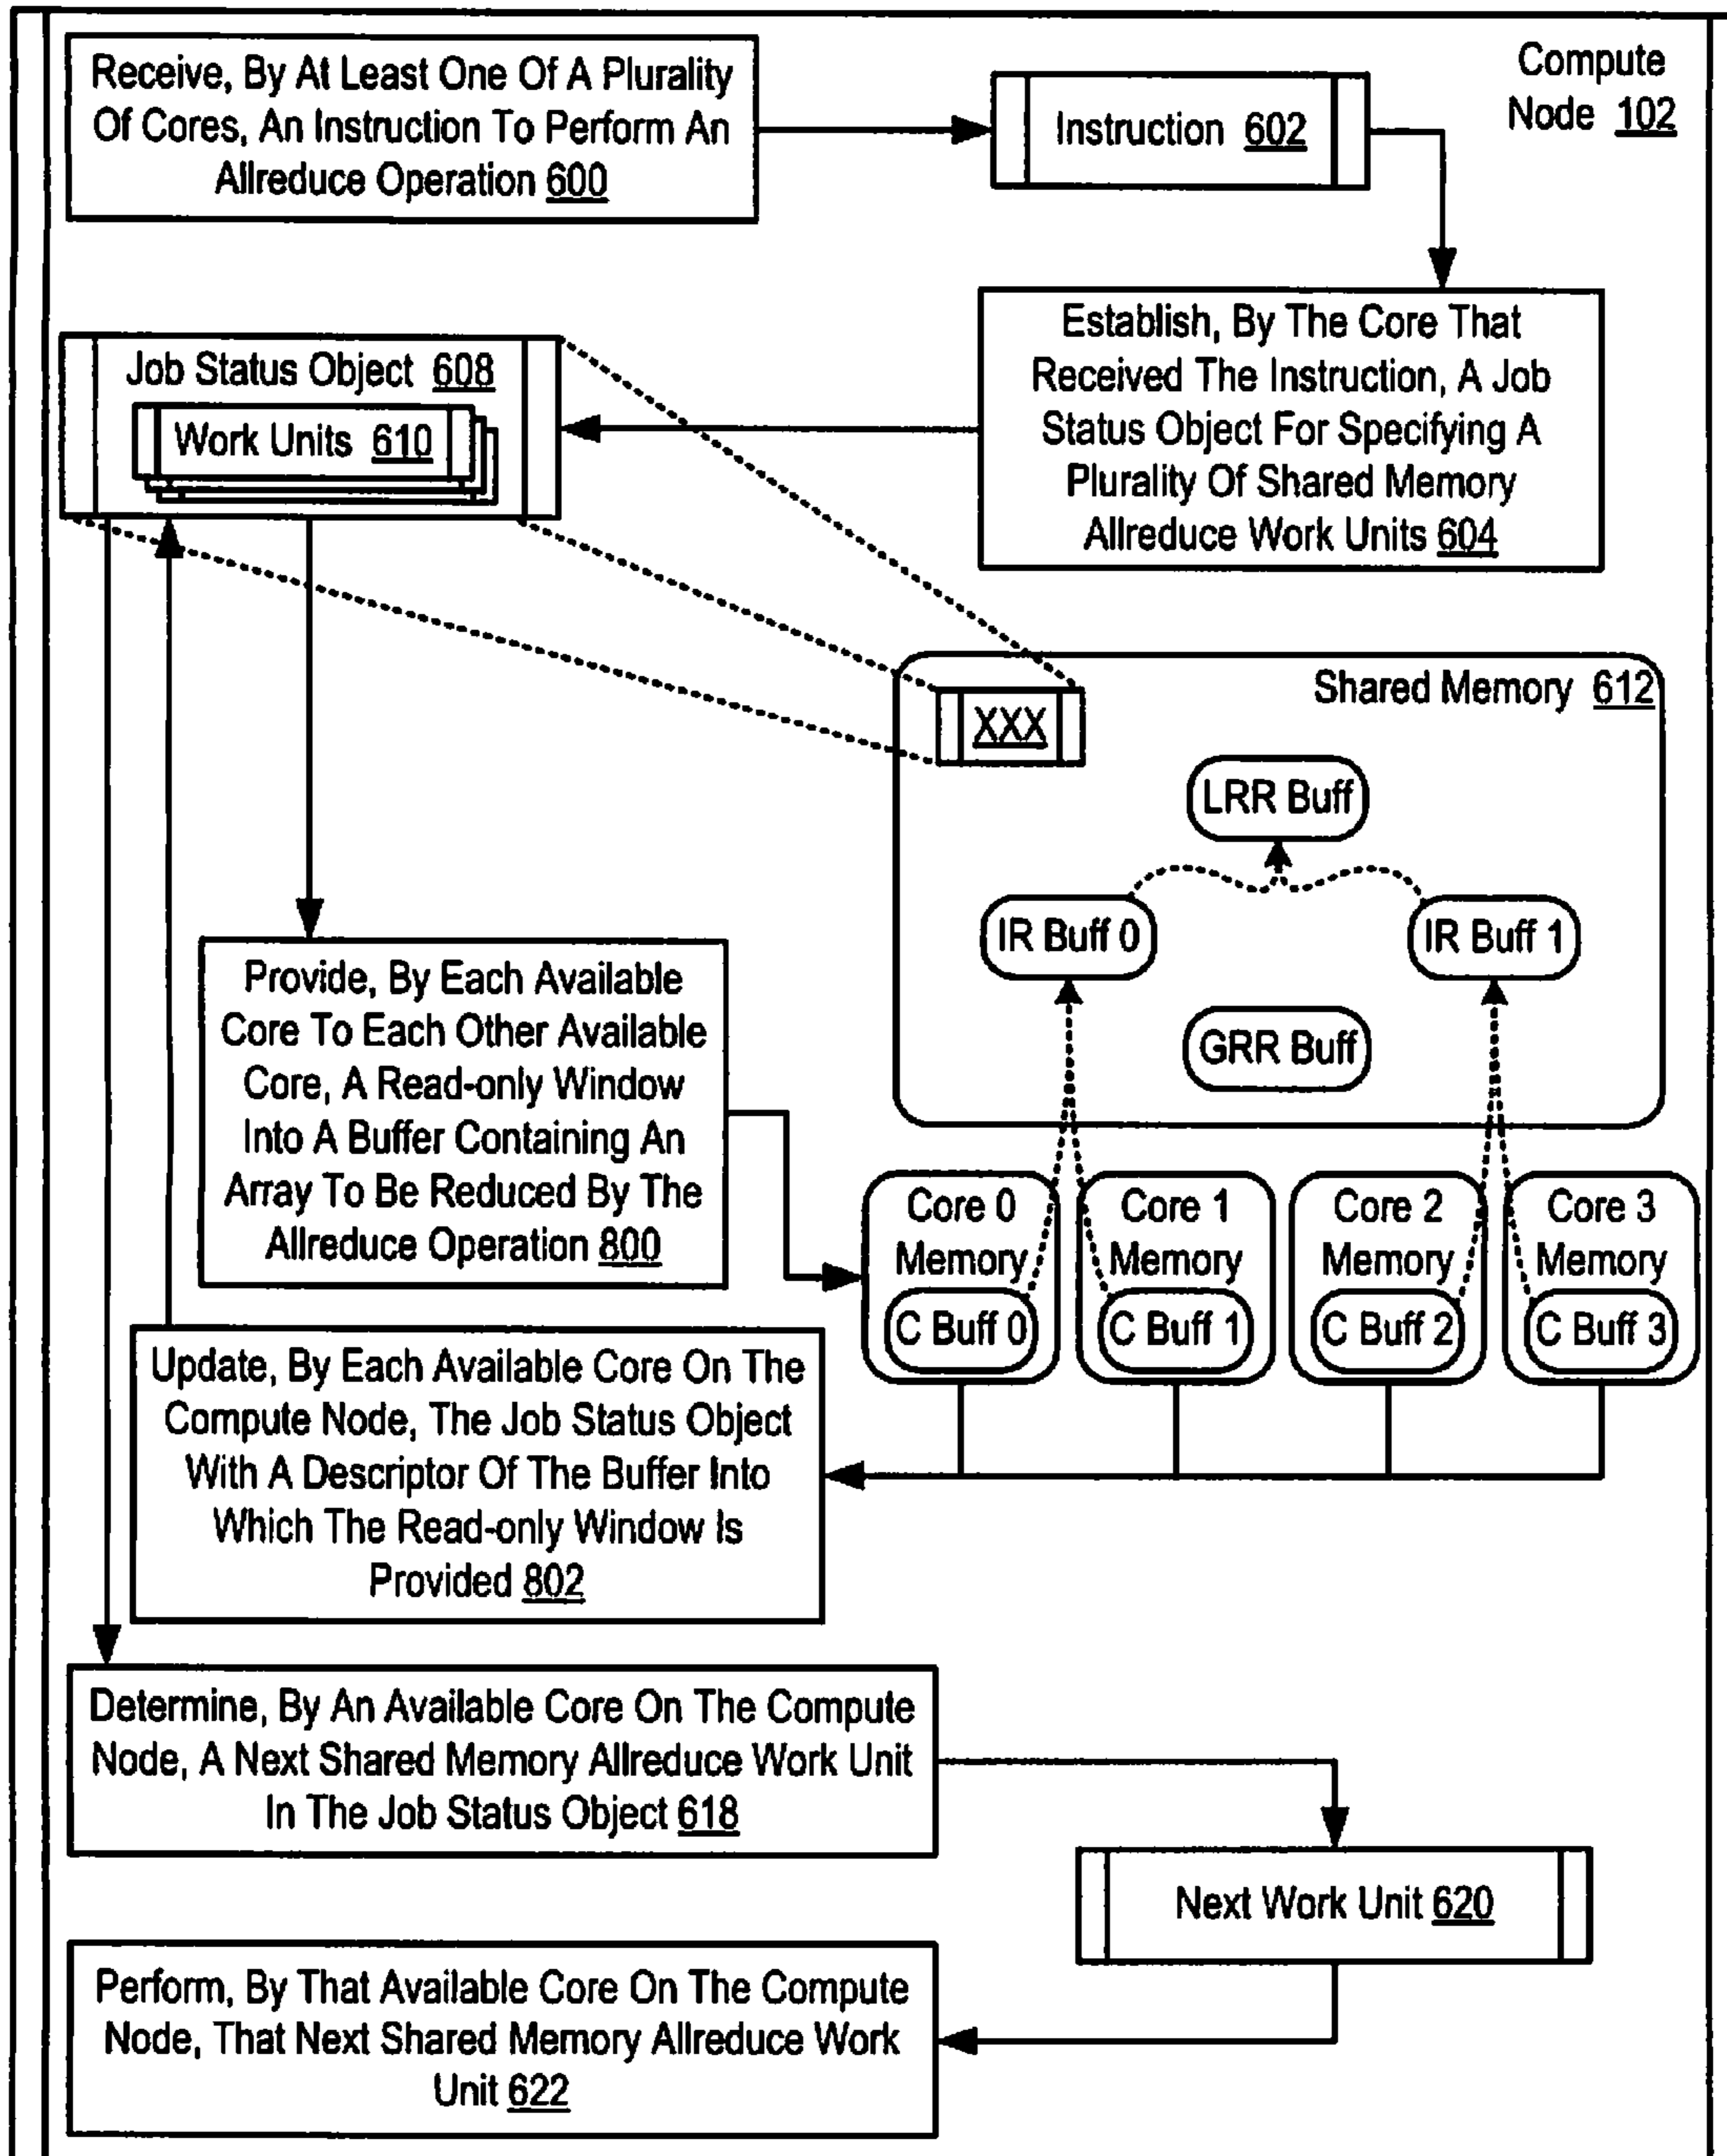 Receive, By At Least One Of A Plurality
Of Cores, An Instruction To Perform An
Allreduce Operation 600
Instruction 602
Compute
Node 102
Establish, By The Core That
Received The Instruction, A Job
Status Object For Specifying A
Plurality Of Shared Memory
Allreduce Work Units 604
Job Status Object 608
Work Units 610
Shared Memory 612
XXX
LRR Buff
IR Buff 0
IR Buff 1
GRR Buff
Provide, By Each Available
Core To Each Other Available
Core, A Read-only Window
Into A Buffer Containing An
Array To Be Reduced By The
Allreduce Operation 800
Core 0
Memory
C Buff 0
Core 1
Memory
C Buff 1
Core 2
Memory
C Buff 2
Core 3
Memory
C Buff 3
Update, By Each Available Core On The
Compute Node, The Job Status Object
With A Descriptor Of The Buffer Into
Which The Read-only Window Is
Provided 802
Determine, By An Available Core On The Compute
Node, A Next Shared Memory Allreduce Work Unit
In The Job Status Object 618
Next Work Unit 620
Perform, By That Available Core On The Compute
Node, That Next Shared Memory Allreduce Work
Unit 622